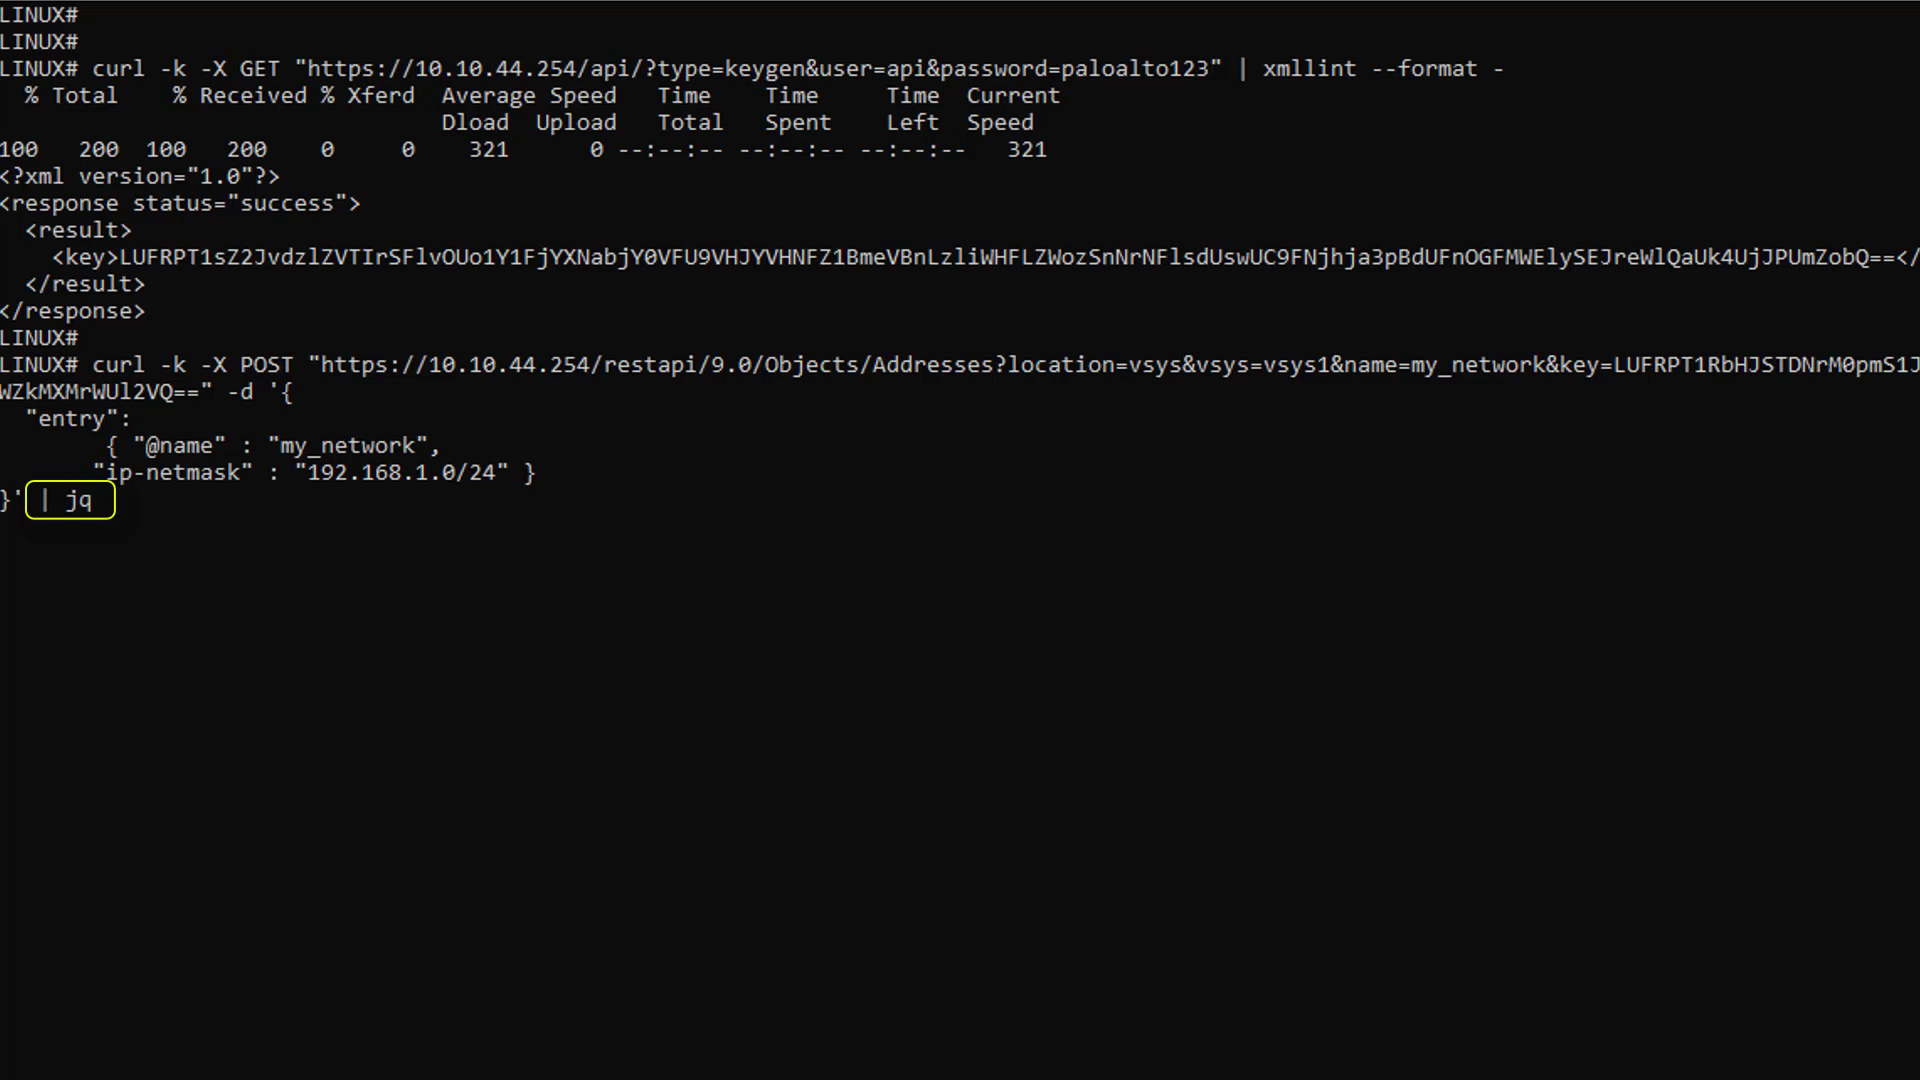 LINUX#
LINUX#
LINUX# curl -k -X GET "https://10.10.44.254/api/?type=keygen&user=api&password=paloalto123" | xmllint --format -
% Total % Received % Xferd Average Speed Time Time Time Current
Dload Upload Total Spent Left Speed
100 200 100 200 0 0 321 0 --:--:-- --:--:-- --:--:-- 321
<?xml version="1.0"?>
<response status="success">
<result>
<key>LUFRPT1sZ2JvdzlZVTIrSFlvOUo1Y1FjYXNabjY0VFU9VHJYVHNFZ1BmeVBnLzliWHFLZWozSnNrNFlsdUswUC9FNjhja3pBdUFnOGFMWElySEJreWlQaUk4UjJPUmZobQ==</
</result>
</response>
LINUX#
LINUX# curl -k -X POST "https://10.10.44.254/restapi/9.0/Objects/Addresses?location=vsys&vsys=vsys1&name=my_network&key=LUFRPT1RbHJSTDNrM0pmS1J
WZkMXMrWUl2VQ==" -d '{
"entry":
{ "@name" : "my_network",
"ip-netmask" : "192.168.1.0/24" }
}' | jq